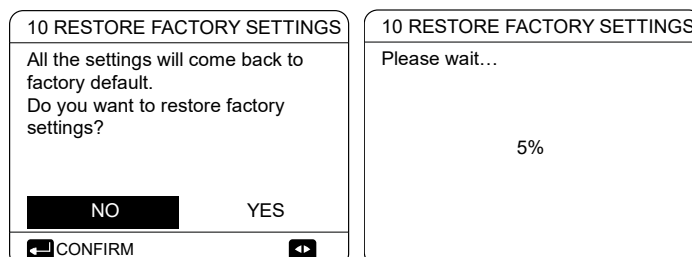 10 RESTORE FACTORY SETTINGS
All the settings will come back to
factory default.
Do you want to restore factory
settings?
NO YES
CONFIRM
10 RESTORE FACTORY SETTINGS
Please wait…
5%